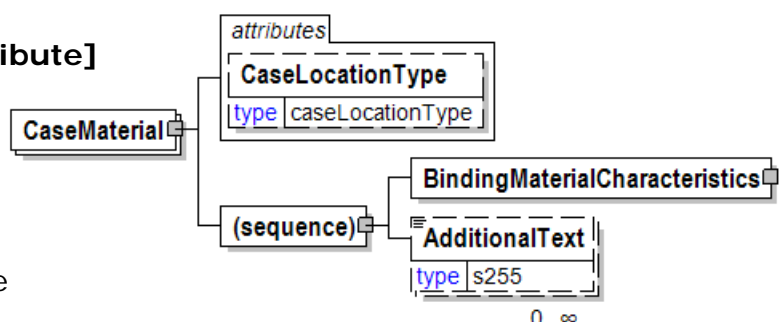 attributes
ibute]
CaseLocationType
type caseLocationType
CaseMaterial
BindingMaterialCharacteristics
(sequence)
AdditionalText
type s255
e
0 ∞